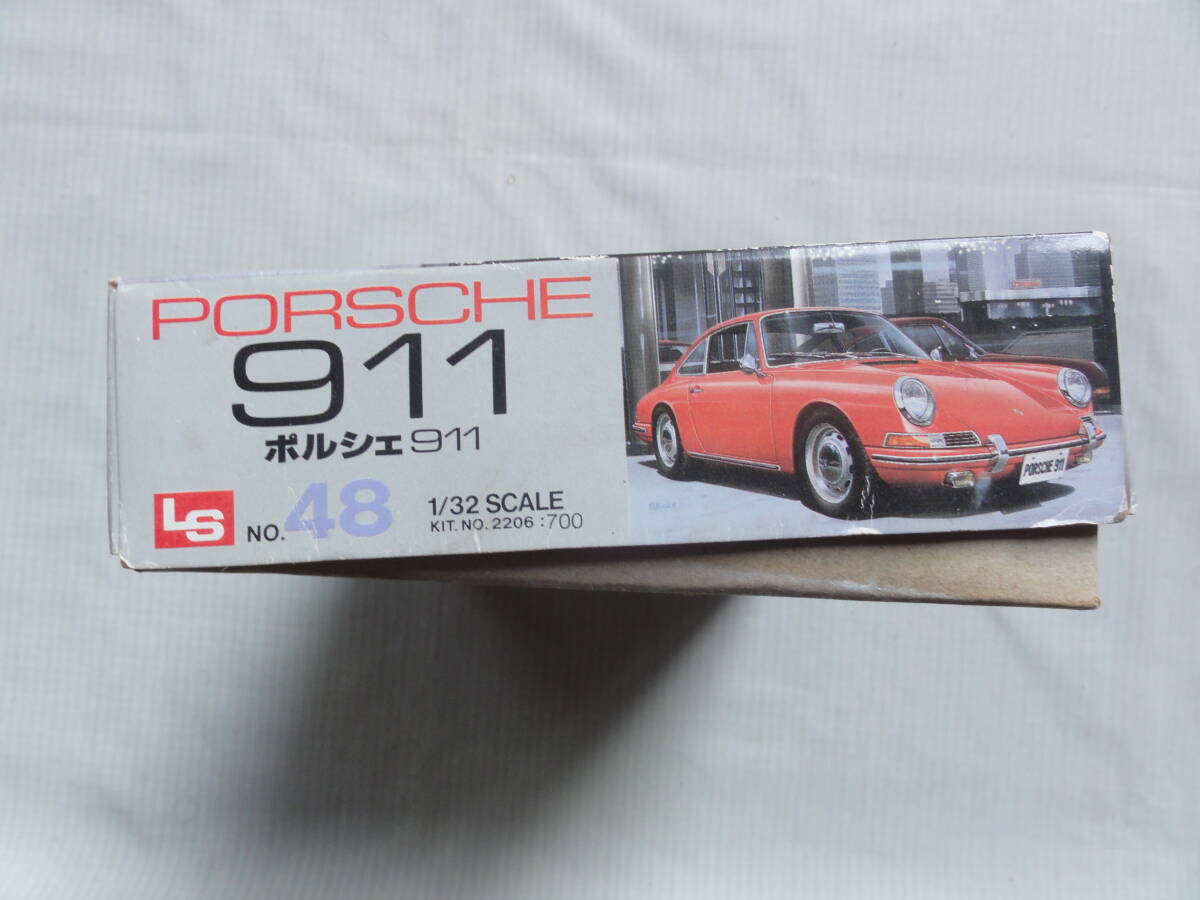 PORSCHE
911
ポルシェ911
LS
NO.48
1/32 SCALE
KIT. NO. 2206 :700
PORSCHE 911